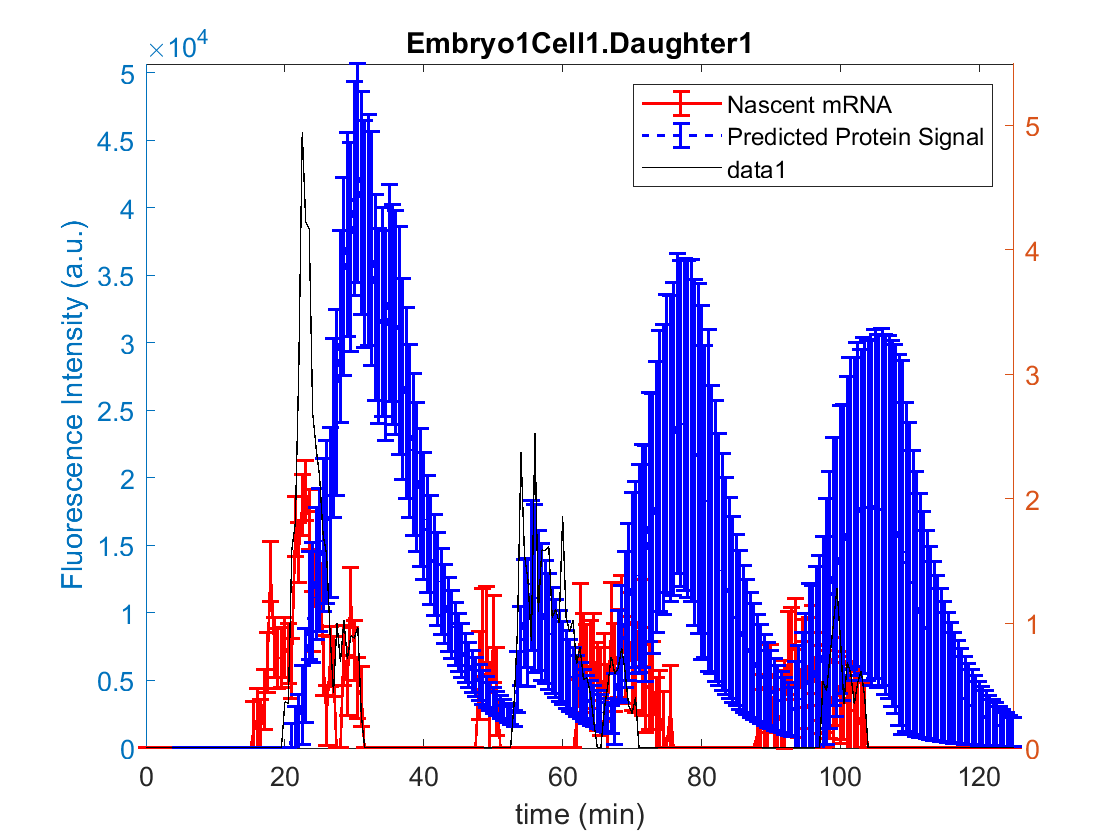 Embryo1Cell1.Daughter1
×10⁴
5
4.5
4
3.5
3
2.5
2
1.5
1
0.5
0
Fluorescence Intensity (a.u.)
Nascent mRNA
Predicted Protein Signal
data1
5
4
3
2
1
0
0 20 40 60 80 100 120
time (min)